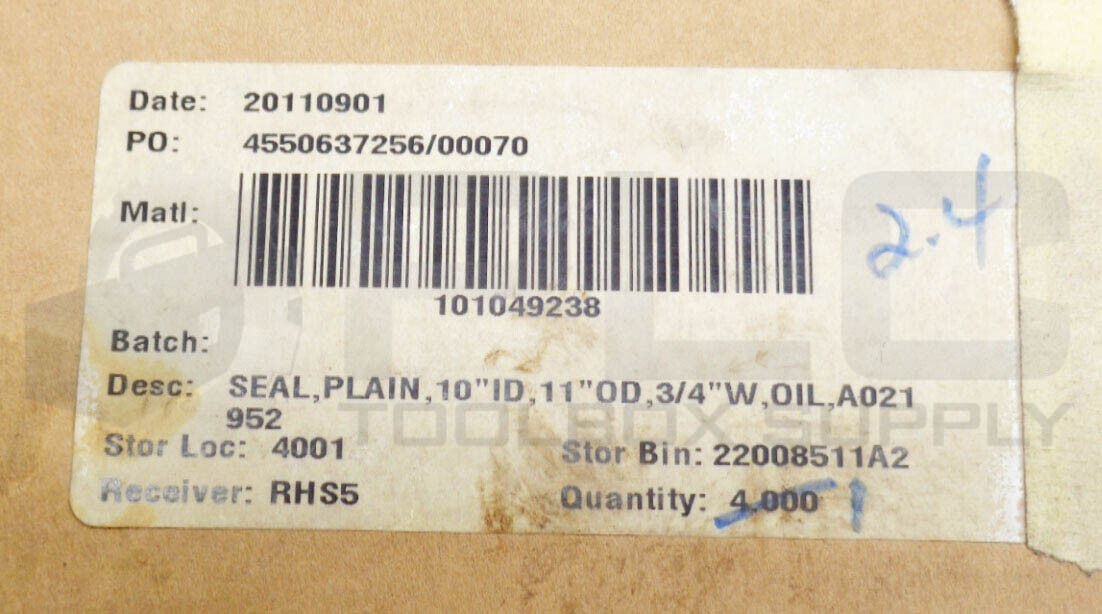 Date: 20110901
PO: 4550637256/00070
Matl:
101049238
2.4
Batch:
Desc: SEAL,PLAIN,10"ID,11"OD,3/4"W,OIL,A021
952
Stor Loc: 4001 Stor Bin: 22008511A2
Receiver: RHS5 Quantity: 4.000 1
TLC
TOOLBOX SUPPLY